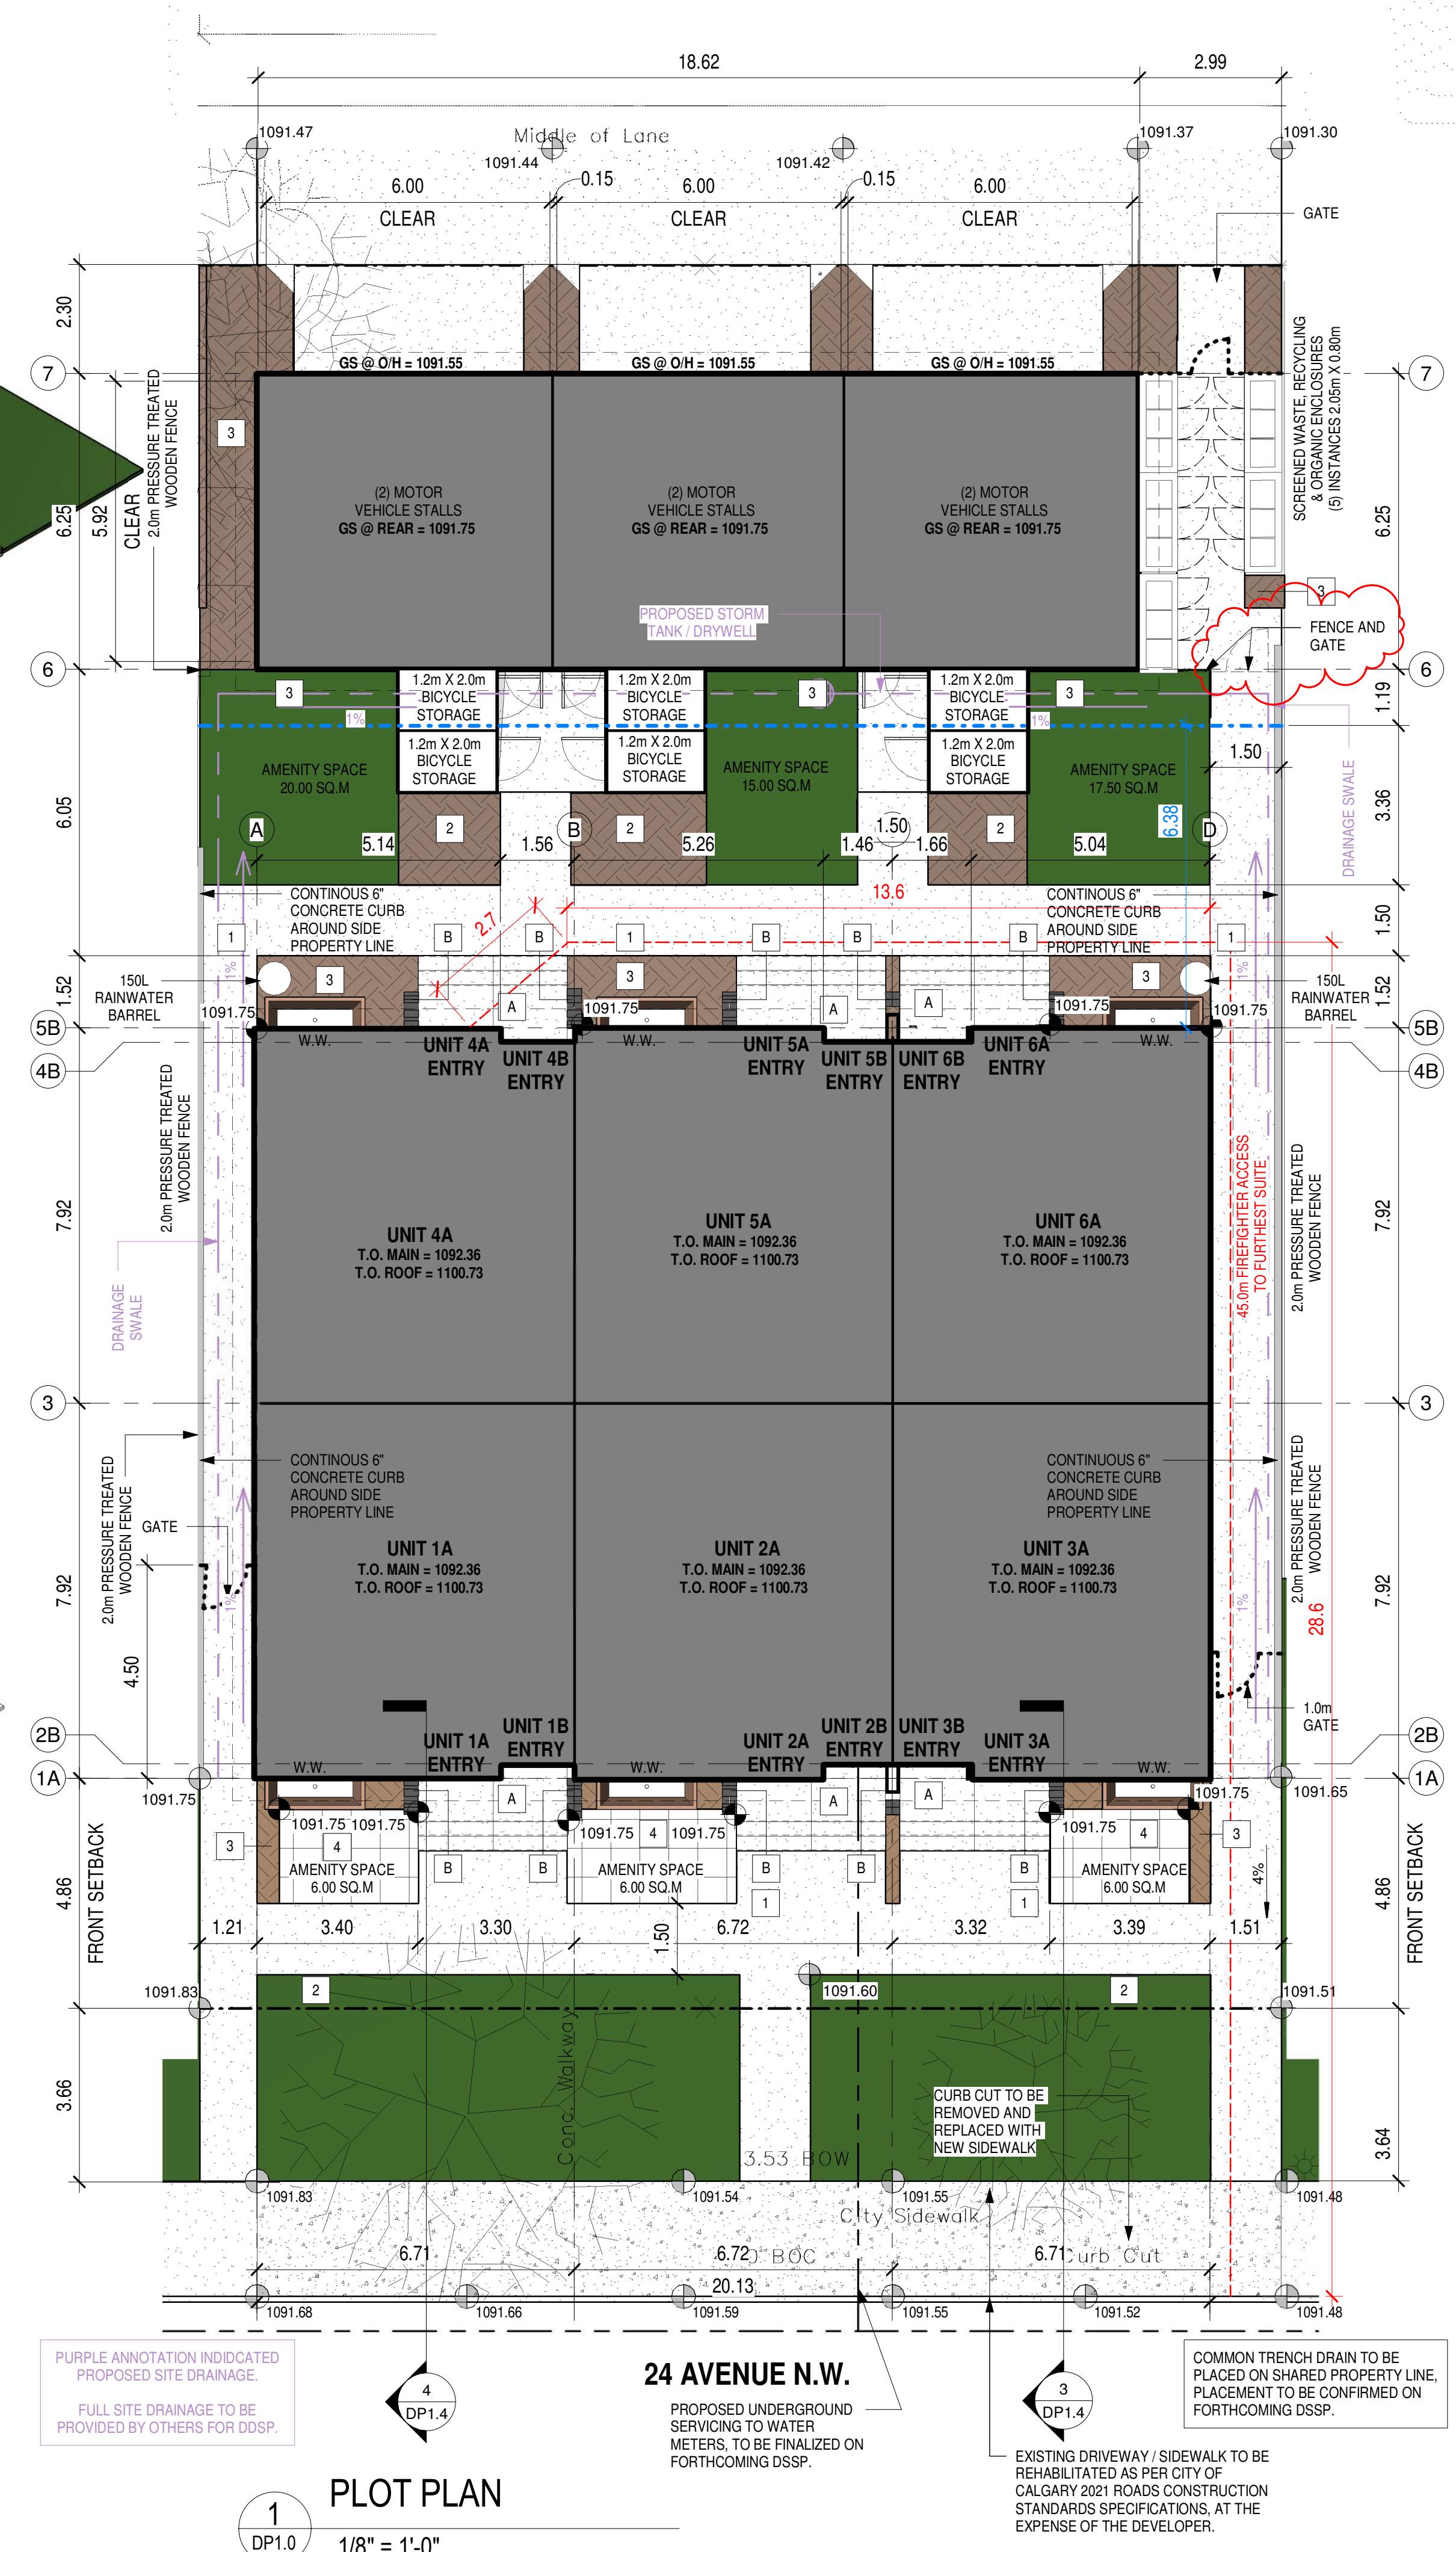 18.62
2.99
1091.47
Middle of Lane
1091.44
1091.42
1091.37
1091.30
6.00
CLEAR
0.15
6.00
CLEAR
0.15
6.00
CLEAR
GATE
2.30
7
7
GS @ O/H = 1091.55
GS @ O/H = 1091.55
GS @ O/H = 1091.55
SCREENED WASTE, RECYCLING
& ORGANIC ENCLOSURES
(5) INSTANCES 2.05m X 0.80m
2.0m PRESSURE TREATED
WOODEN FENCE
3
6.25
5.92
CLEAR
(2) MOTOR
VEHICLE STALLS
GS @ REAR = 1091.75
(2) MOTOR
VEHICLE STALLS
GS @ REAR = 1091.75
(2) MOTOR
VEHICLE STALLS
GS @ REAR = 1091.75
6.25
PROPOSED STORM
TANK / DRYWELL
3
FENCE AND
GATE
6
6
1.2m X 2.0m
BICYCLE
STORAGE
1.2m X 2.0m
BICYCLE
STORAGE
1.2m X 2.0m
BICYCLE
STORAGE
3
3
3
1%
1%
1.19
1.2m X 2.0m
BICYCLE
STORAGE
1.2m X 2.0m
BICYCLE
STORAGE
1.2m X 2.0m
BICYCLE
STORAGE
AMENITY SPACE
20.00 SQ.M
AMENITY SPACE
15.00 SQ.M
AMENITY SPACE
17.50 SQ.M
1.50
6.05
3.36
6.38
DRAINAGE SWALE
A
2
B
2
1.50
2
D
5.14
1.56
5.26
1.46
1.66
5.04
13.6
CONTINOUS 6"
CONCRETE CURB
AROUND SIDE
PROPERTY LINE
CONTINOUS 6"
CONCRETE CURB
AROUND SIDE
PROPERTY LINE
2.7
1.50
1
B
B
1
B
B
B
1
1%
1%
150L
RAINWATER
BARREL
3
3
3
150L
RAINWATER
BARREL
1.52
1.52
A
A
A
1091.75
1091.75
1091.75
1091.75
5B
5B
W.W.
W.W.
W.W.
4B
4B
UNIT 4A
ENTRY
UNIT 4B
ENTRY
UNIT 5A
ENTRY
UNIT 5B
ENTRY
UNIT 6B
ENTRY
UNIT 6A
ENTRY
2.0m PRESSURE TREATED
WOODEN FENCE
45.0m FIREFIGHTER ACCESS
TO FURTHEST SUITE
2.0m PRESSURE TREATED
WOODEN FENCE
7.92
7.92
UNIT 4A
T.O. MAIN = 1092.36
T.O. ROOF = 1100.73
UNIT 5A
T.O. MAIN = 1092.36
T.O. ROOF = 1100.73
UNIT 6A
T.O. MAIN = 1092.36
T.O. ROOF = 1100.73
DRAINAGE
SWALE
3
3
CONTINOUS 6"
CONCRETE CURB
AROUND SIDE
PROPERTY LINE
CONTINUOUS 6"
CONCRETE CURB
AROUND SIDE
PROPERTY LINE
2.0m PRESSURE TREATED
WOODEN FENCE
2.0m PRESSURE TREATED
WOODEN FENCE
GATE
7.92
7.92
UNIT 1A
T.O. MAIN = 1092.36
T.O. ROOF = 1100.73
UNIT 2A
T.O. MAIN = 1092.36
T.O. ROOF = 1100.73
UNIT 3A
T.O. MAIN = 1092.36
T.O. ROOF = 1100.73
1%
1%
28.6
4.50
1.0m
GATE
2B
2B
UNIT 1A
ENTRY
UNIT 1B
ENTRY
UNIT 2A
ENTRY
UNIT 2B
ENTRY
UNIT 3B
ENTRY
UNIT 3A
ENTRY
W.W.
W.W.
W.W.
1A
1A
1091.75
1091.75
1091.65
A
A
A
1091.75
1091.75
1091.75
1091.75
1091.75
3
4
4
4
3
AMENITY SPACE
6.00 SQ.M
AMENITY SPACE
6.00 SQ.M
AMENITY SPACE
6.00 SQ.M
B
B
B
B
B
1
1
4%
4.86
FRONT SETBACK
4.86
FRONT SETBACK
1.21
3.40
3.30
1.50
6.72
3.32
3.39
1.51
1091.83
2
1091.60
2
1091.51
Conc. Walkway
3.66
3.64
CURB CUT TO BE
REMOVED AND
REPLACED WITH
NEW SIDEWALK
3.53 BOW
1091.83
1091.54
1091.55
1091.48
City Sidewalk
6.71
6.72
BOC
6.71
Curb Cut
20.13
1091.68
1091.66
1091.59
1091.55
1091.52
1091.48
PURPLE ANNOTATION INDIDCATED
PROPOSED SITE DRAINAGE.
FULL SITE DRAINAGE TO BE
PROVIDED BY OTHERS FOR DDSP.
4
DP1.4
24 AVENUE N.W.
PROPOSED UNDERGROUND
SERVICING TO WATER
METERS, TO BE FINALIZED ON
FORTHCOMING DSSP.
3
DP1.4
COMMON TRENCH DRAIN TO BE
PLACED ON SHARED PROPERTY LINE,
PLACEMENT TO BE CONFIRMED ON
FORTHCOMING DSSP.
EXISTING DRIVEWAY / SIDEWALK TO BE
REHABILITATED AS PER CITY OF
CALGARY 2021 ROADS CONSTRUCTION
STANDARDS SPECIFICATIONS, AT THE
EXPENSE OF THE DEVELOPER.
1
DP1.0
PLOT PLAN
1/8" = 1'-0"